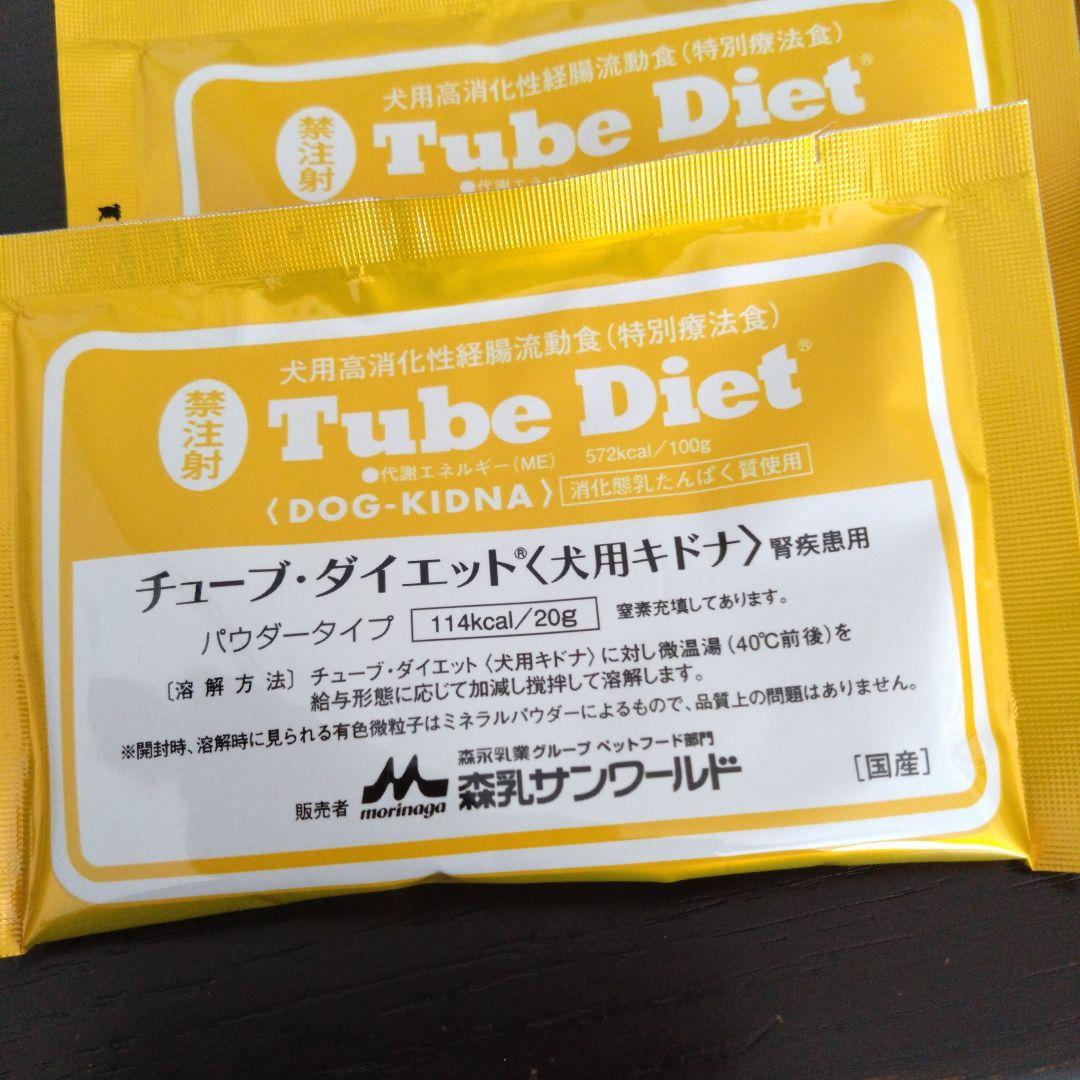 犬用高消化性経腸流動食(特別療法食)
禁注射
Tube Diet®
犬用高消化性経腸流動食(特別療法食)
禁注射
Tube Diet®
●代謝エネルギー(ME) 572kcal/100g
〈DOG-KIDNA〉 消化態乳たんぱく質使用
チューブ・ダイエット®〈犬用キドナ〉腎疾患用
パウダータイプ 114kcal/20g 窒素充填してあります。
〔溶解方法〕 チューブ・ダイエット〈犬用キドナ〉に対し微温湯(40℃前後)を
給与形態に応じて加減し撹拌して溶解します。
※開封時、溶解時に見られる有色微粒子はミネラルパウダーによるもので、品質上の問題はありません。
森永乳業グループ ペットフード部門
販売者 morinaga 森乳サンワールド [国産]